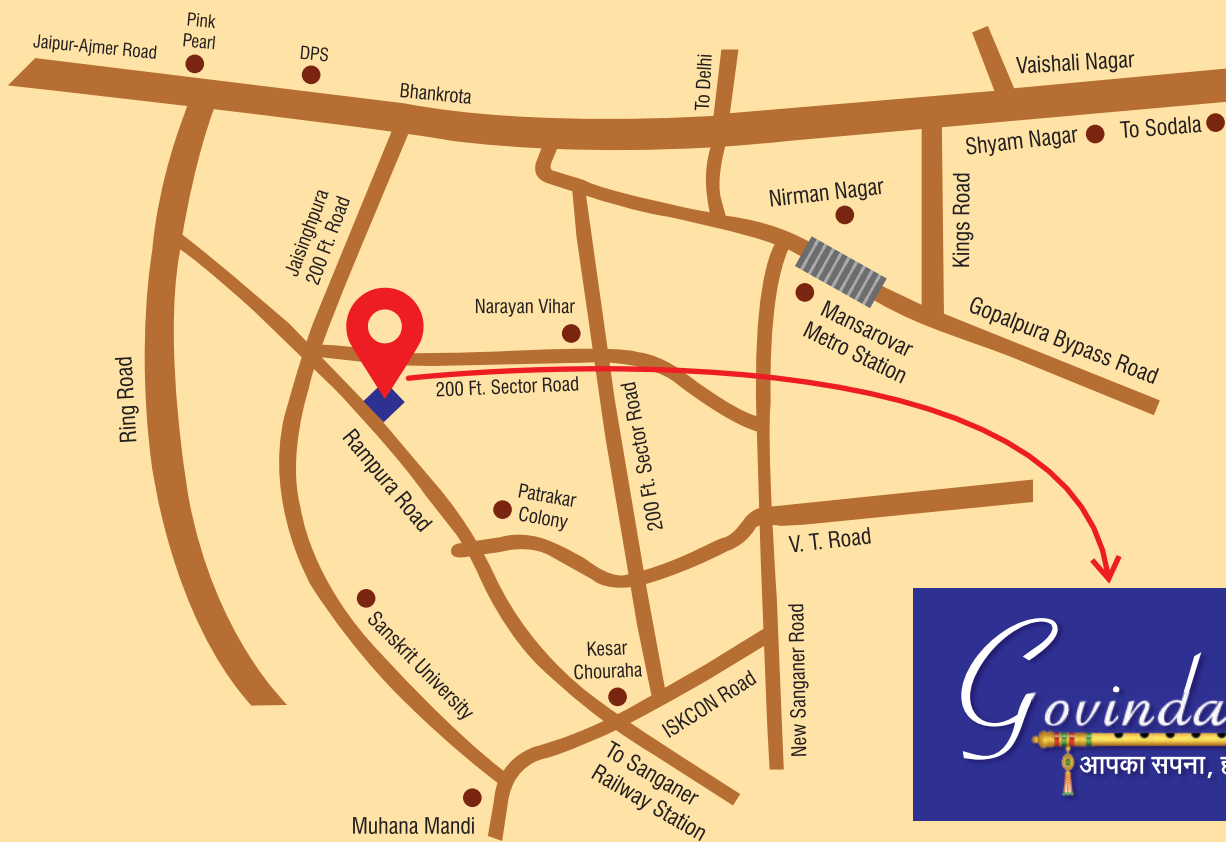 Pink
Pearl
Jaipur-Ajmer Road
DPS
Bhankrota
To Delhi
Vaishali Nagar
Shyam Nagar
To Sodala
Nirman Nagar
Kings Road
Jaisinghpura
200 Ft. Road
Narayan Vihar
Mansarovar
Metro Station
Gopalpura Bypass Road
Ring Road
200 Ft. Sector Road
200 Ft. Sector Road
Rampura Road
Patrakar
Colony
V. T. Road
Sanskrit University
Kesar
Chouraha
ISKCON Road
New Sanganer Road
To Sanganer
Railway Station
Muhana Mandi
Govinda
आपका सपना,